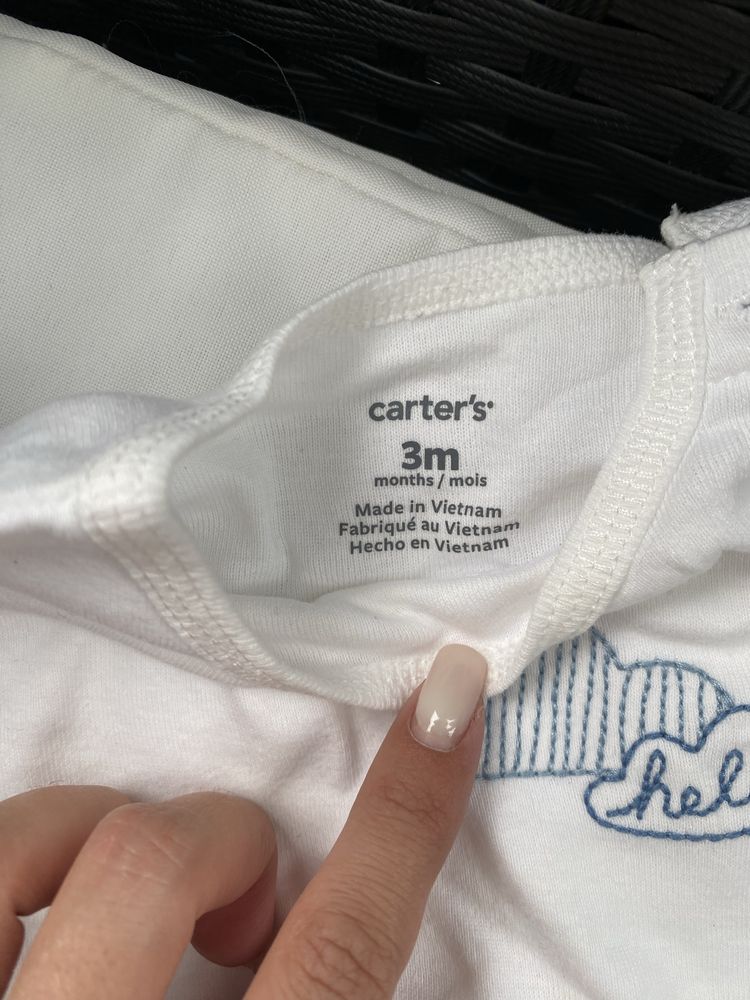 carter's
3m
months / mois
Made in Vietnam
Fabriqué au Vietnam
Hecho en Vietnam